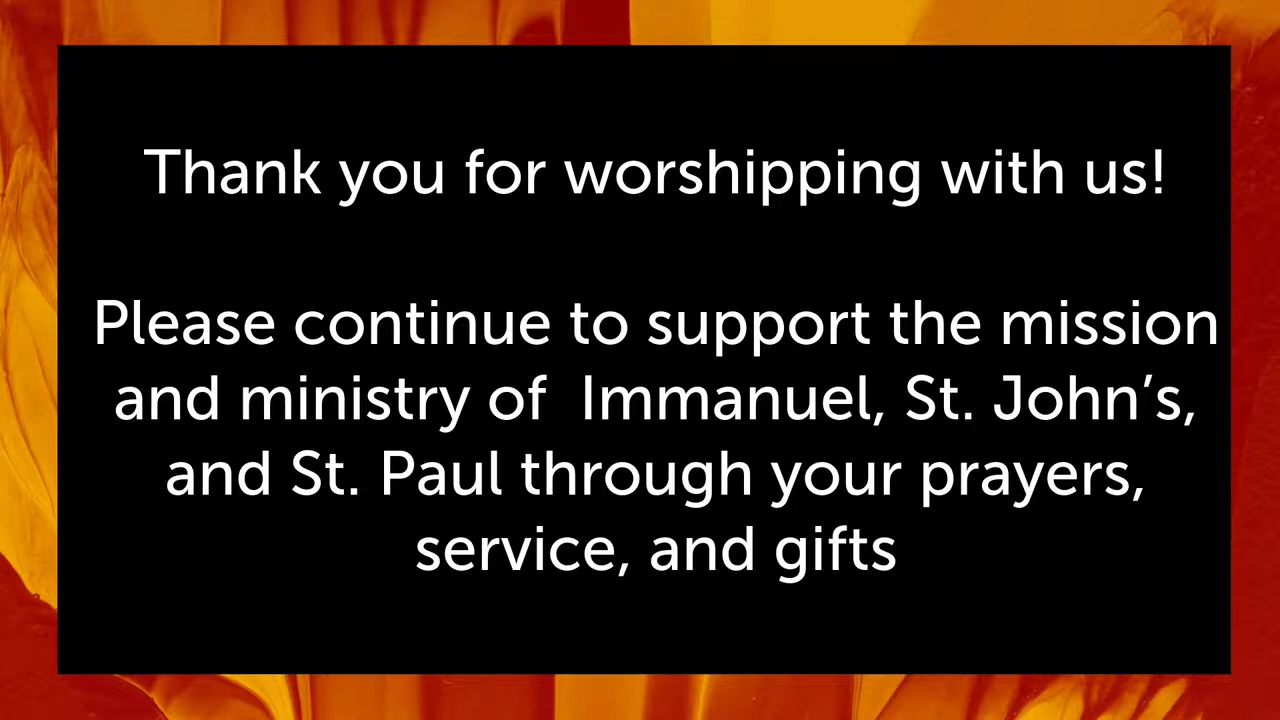 Thank you for worshipping with us!
Please continue to support the mission
and ministry of  Immanuel, St. John’s,
and St. Paul through your prayers,
service, and gifts